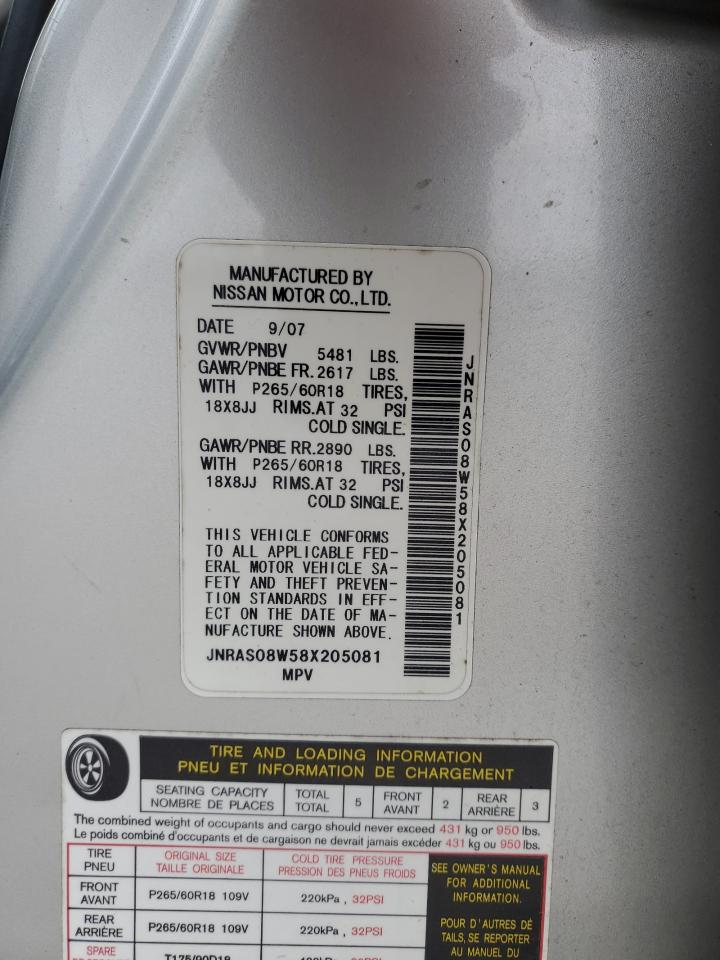 MANUFACTURED BY
NISSAN MOTOR CO.,LTD.
DATE 9/07
GVWR/PNBV 5481 LBS.
GAWR/PNBE FR. 2617 LBS.
WITH P265/60R18 TIRES,
18X8JJ RIMS.AT 32 PSI
COLD SINGLE.
GAWR/PNBE RR. 2890 LBS.
WITH P265/60R18 TIRES,
18X8JJ RIMS.AT 32 PSI
COLD SINGLE.
THIS VEHICLE CONFORMS
TO ALL APPLICABLE FED-
ERAL MOTOR VEHICLE SA-
FETY AND THEFT PREVEN-
TION STANDARDS IN EFF-
ECT ON THE DATE OF MA-
NUFACTURE SHOWN ABOVE.
JNRAS08W58X205081
MPV
JNRAS08W58X205081
TIRE AND LOADING INFORMATION
PNEU ET INFORMATION DE CHARGEMENT
SEATING CAPACITY TOTAL 5 FRONT 2 REAR 3
NOMBRE DE PLACES TOTAL AVANT ARRIÈRE
The combined weight of occupants and cargo should never exceed 431 kg or 950 lbs.
Le poids combiné d'occupants et de cargaison ne devrait jamais excéder 431 kg ou 950 lbs.
TIRE ORIGINAL SIZE COLD TIRE PRESSURE
PNEU TAILLE ORIGINALE PRESSION DES PNEUS FROIDS
FRONT
AVANT P265/60R18 109V 220kPa , 32PSI
REAR
ARRIÈRE P265/60R18 109V 220kPa , 32PSI
SPARE
SEE OWNER'S MANUAL
FOR ADDITIONAL
INFORMATION.
POUR D'AUTRES DÉ
TAILS, SE REPORTER
AU MANUEL DU